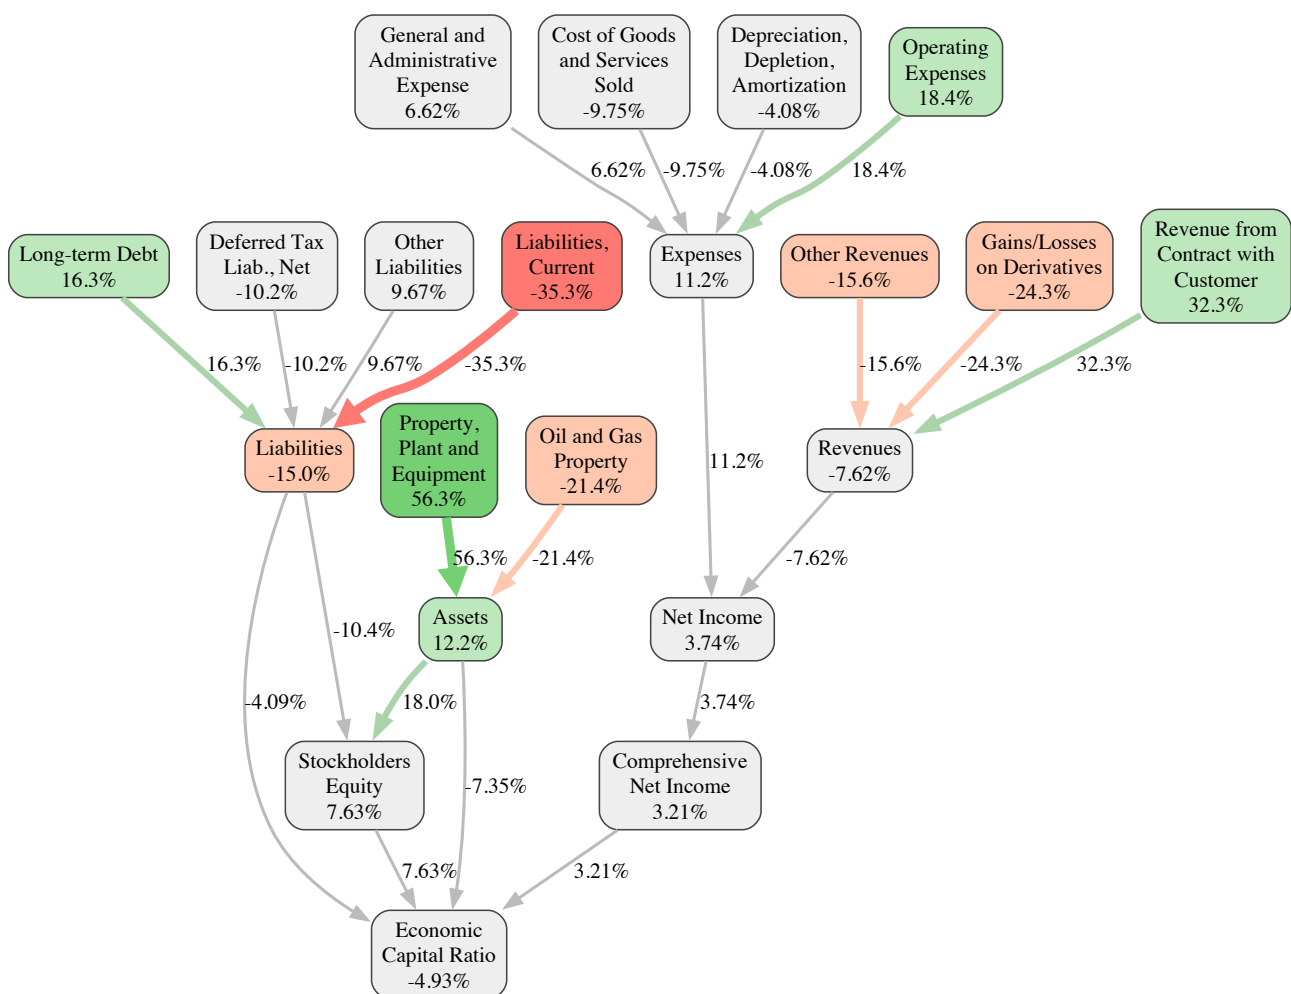 General and
Administrative
Expense
6.62%
Cost of Goods
and Services
Sold
-9.75%
Depreciation,
Depletion,
Amortization
-4.08%
Operating
Expenses
18.4%
6.62%
-9.75%
-4.08%
18.4%
Long-term Debt
16.3%
Deferred Tax
Liab., Net
-10.2%
Other
Liabilities
9.67%
Liabilities,
Current
-35.3%
Expenses
11.2%
Other Revenues
-15.6%
Gains/Losses
on Derivatives
-24.3%
Revenue from
Contract with
Customer
32.3%
16.3%
-10.2%
9.67%
-35.3%
-15.6%
-24.3%
32.3%
Liabilities
-15.0%
Property,
Plant and
Equipment
56.3%
Oil and Gas
Property
-21.4%
11.2%
Revenues
-7.62%
56.3%
-21.4%
-7.62%
-10.4%
Assets
12.2%
Net Income
3.74%
-4.09%
18.0%
3.74%
Stockholders
Equity
7.63%
-7.35%
Comprehensive
Net Income
3.21%
7.63%
3.21%
Economic
Capital Ratio
-4.93%